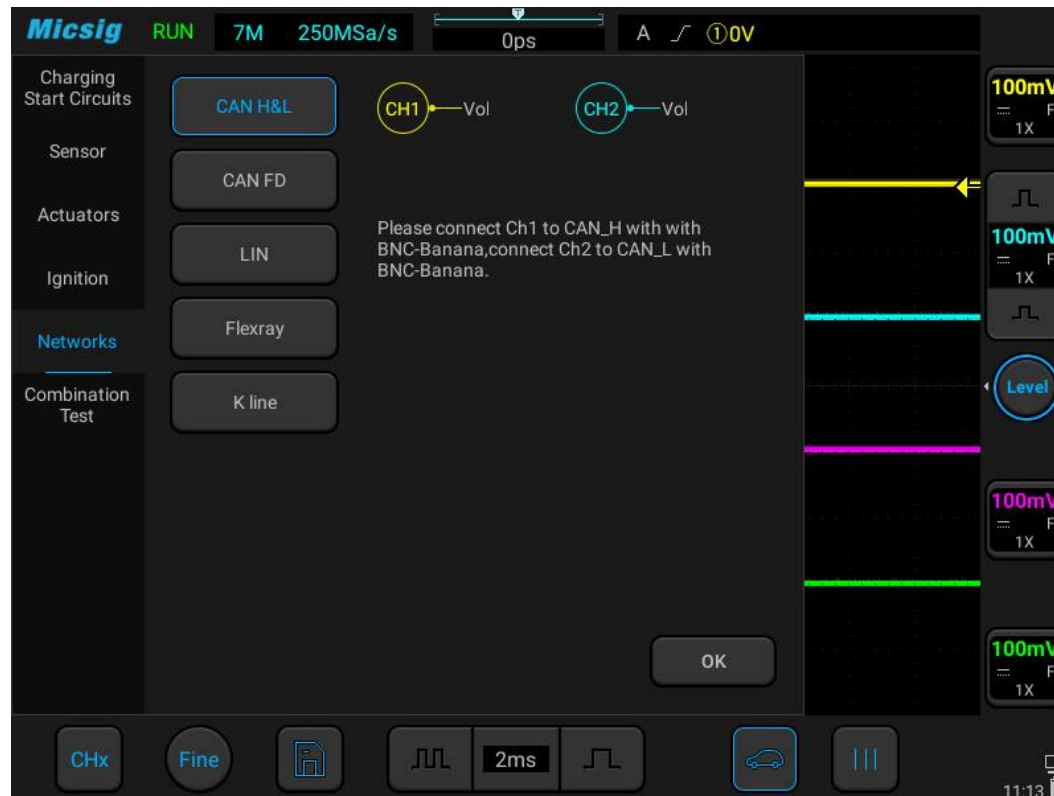 Micsig RUN 7M 250MSa/s 0ps A ①0V
Charging
Start Circuits
Sensor
Actuators
Ignition
Networks
Combination
Test
CAN H&L
CAN FD
LIN
Flexray
K line
CH1 Vol CH2 Vol
Please connect Ch1 to CAN_H with with
BNC-Banana,connect Ch2 to CAN_L with
BNC-Banana.
OK
100mV
F
1X
100mV
F
1X
Level
100mV
F
1X
100mV
F
1X
CHx Fine 2ms
11:13